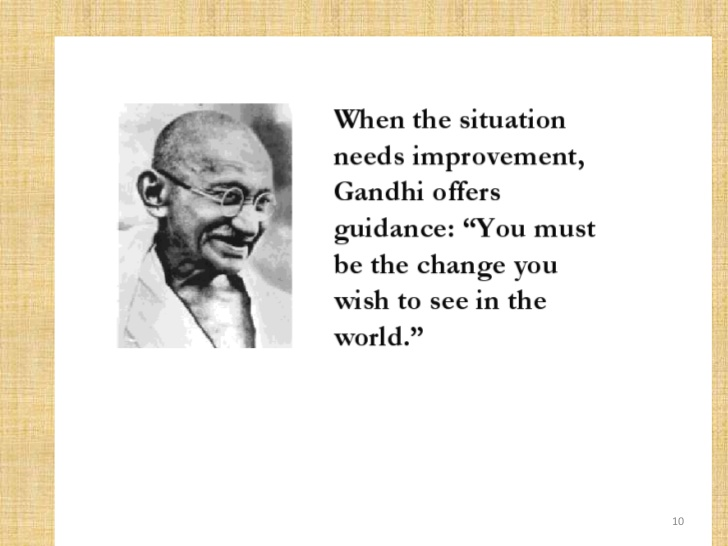 When the situation
needs improvement,
Gandhi offers
guidance: “You must
be the change you
wish to see in the
world.”
10